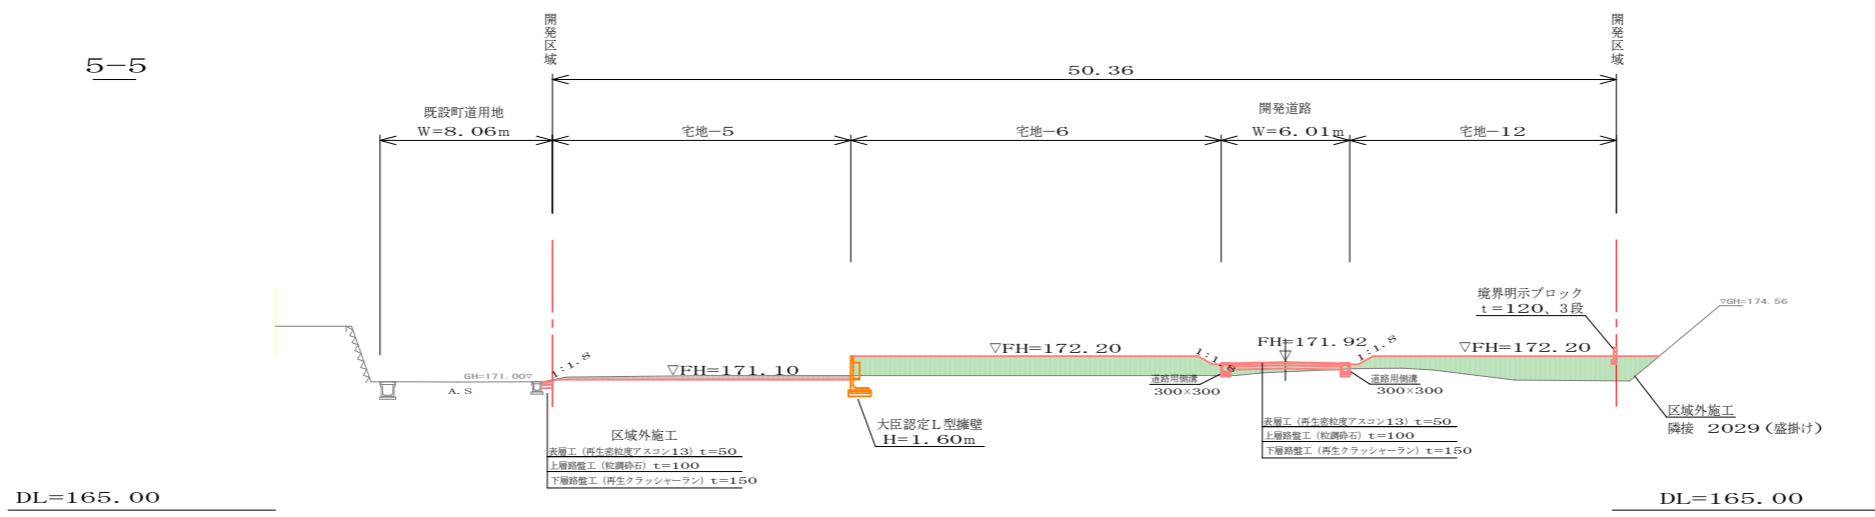 5-5
開発区域
開発区域
50.36
既設町道用地
W=8.06m
宅地-5
宅地-6
開発道路
W=6.01m
宅地-12
境界明示ブロック
t=120、3段
▽GH=174.56
1:1.8
GH=171.00▽
A.S
▽FH=171.10
▽FH=172.20
1:1.8
FH=171.92
1:1.8
▽FH=172.20
道路用側溝
300×300
道路用側溝
300×300
区域外施工
隣接 2029(盛掛け)
大臣認定L型擁壁
H=1.60m
区域外施工
表層工(再生密粒度アスコン13)t=50
上層路盤工(粒調砕石)t=100
下層路盤工(再生クラッシャーラン)t=150
表層工(再生密粒度アスコン13)t=50
上層路盤工(粒調砕石)t=100
下層路盤工(再生クラッシャーラン)t=150
DL=165.00
DL=165.00